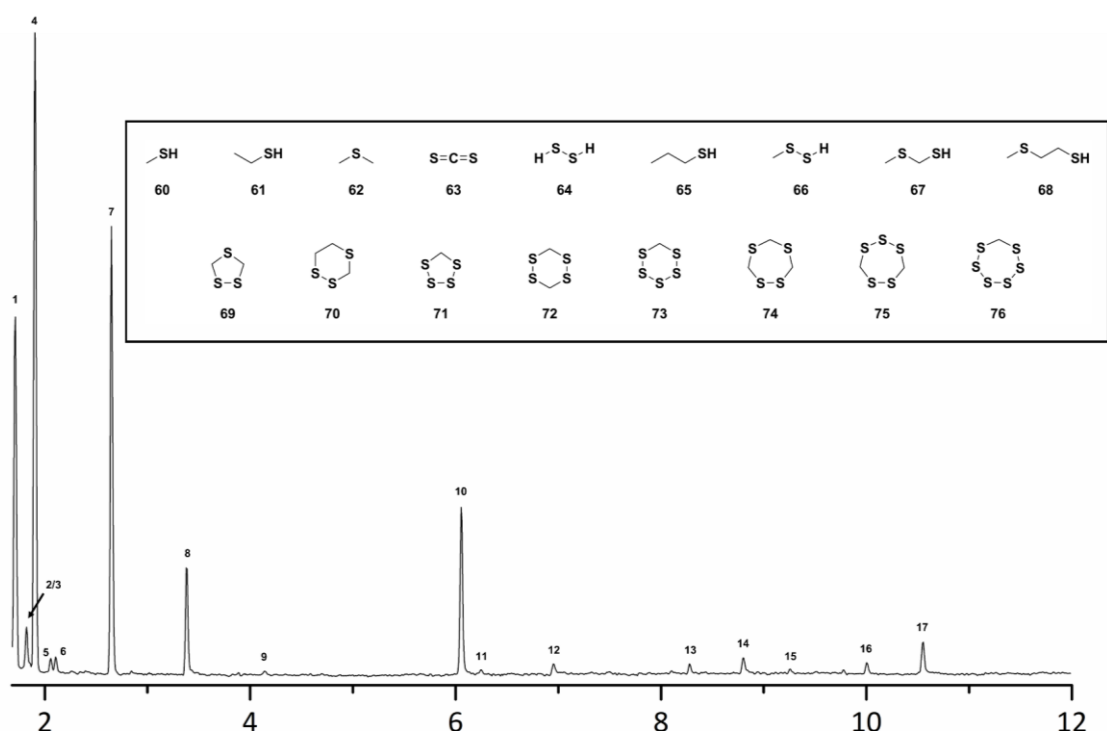 4
SH SH S S=C=S H S S H SH S S H S SH S SH
60 61 62 63 64 65 66 67 68
7
S S S
S S S
S S S S
S S S S
S S S S S
S S S S
S S S S S
S S S S S S
69 70 71 72 73 74 75 76
1
10
8
2/3
5 6 9 11 12 13 14 15 16 17
2 4 6 8 10 12